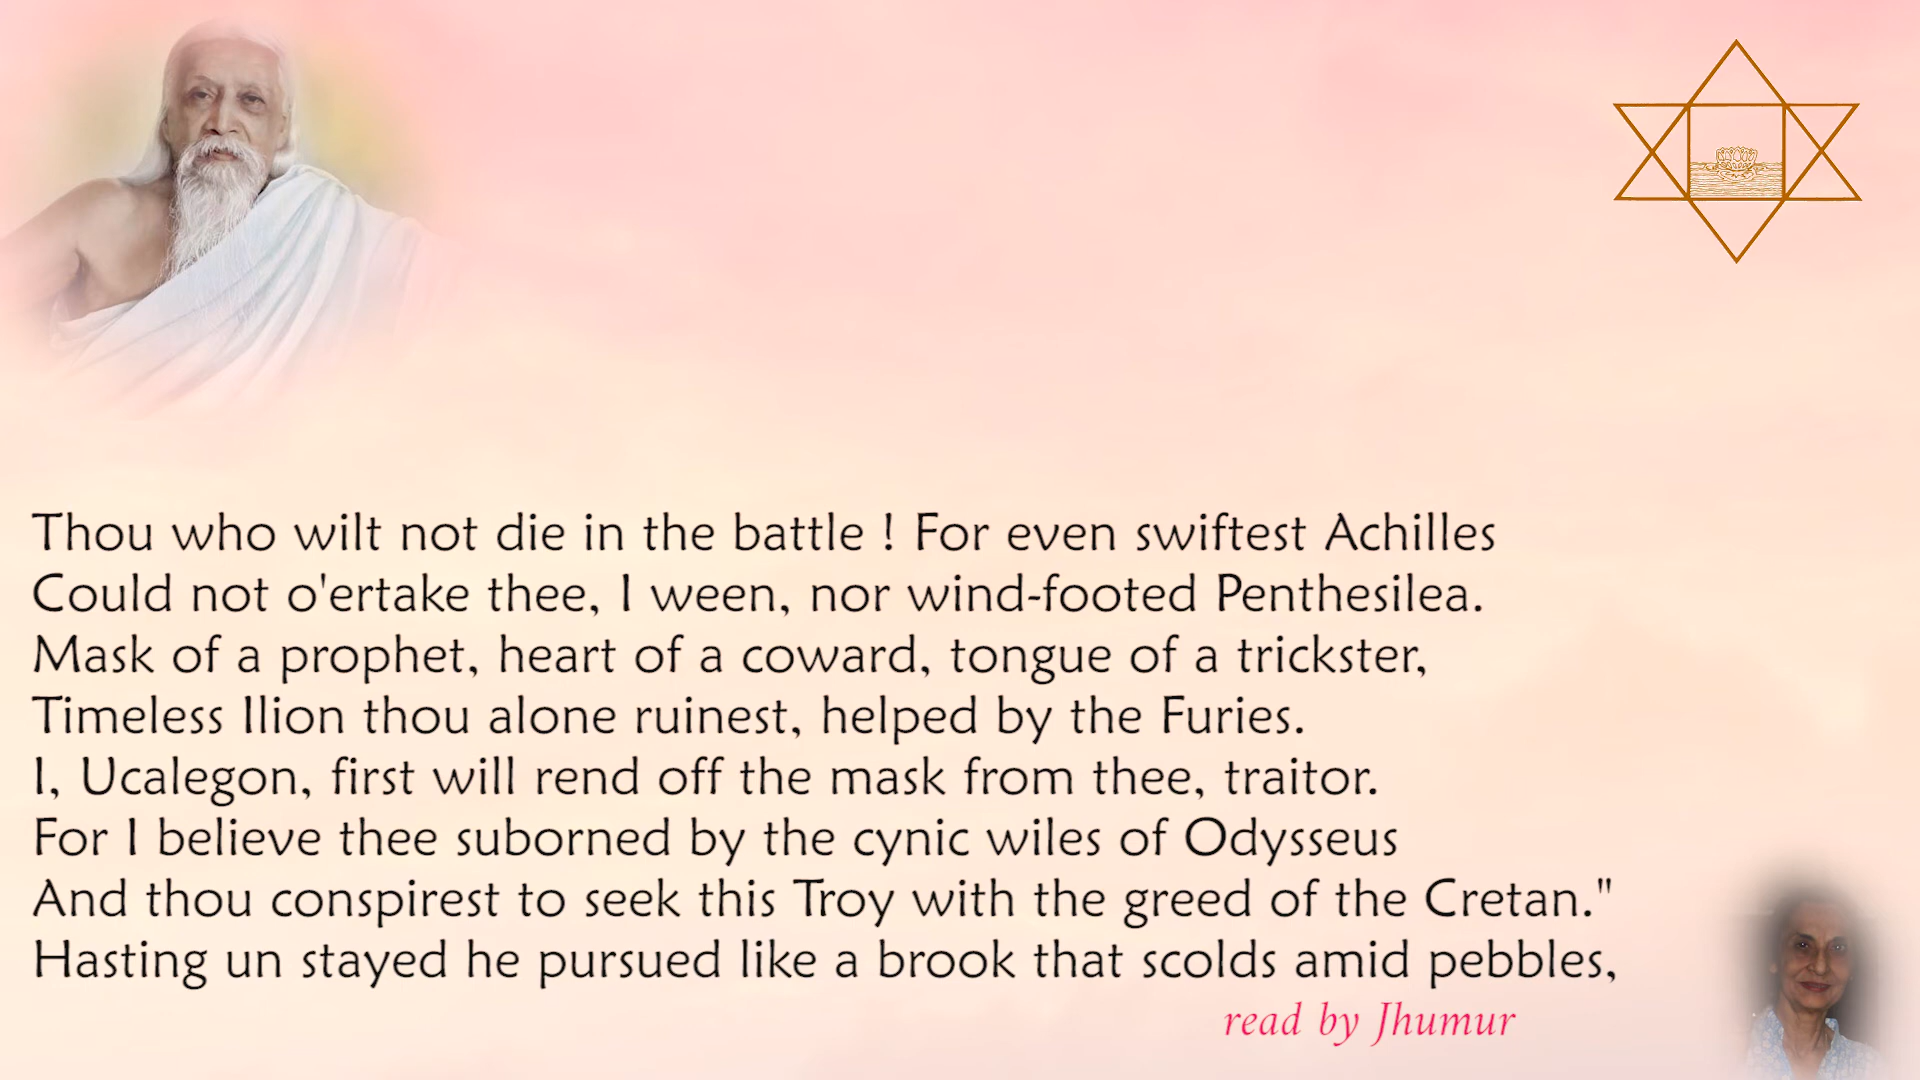 Thou who wilt not die in the battle ! For even swiftest Achilles
Could not o'ertake thee, I ween, nor wind-footed Penthesilea.
Mask of a prophet, heart of a coward, tongue of a trickster,
Timeless Ilion thou alone ruinest, helped by the Furies.
I, Ucalegon, first will rend off the mask from thee, traitor.
For I believe thee suborned by the cynic wiles of Odysseus
And thou conspirest to seek this Troy with the greed of the Cretan."
Hasting un stayed he pursued like a brook that scolds amid pebbles,
read by Jhumur